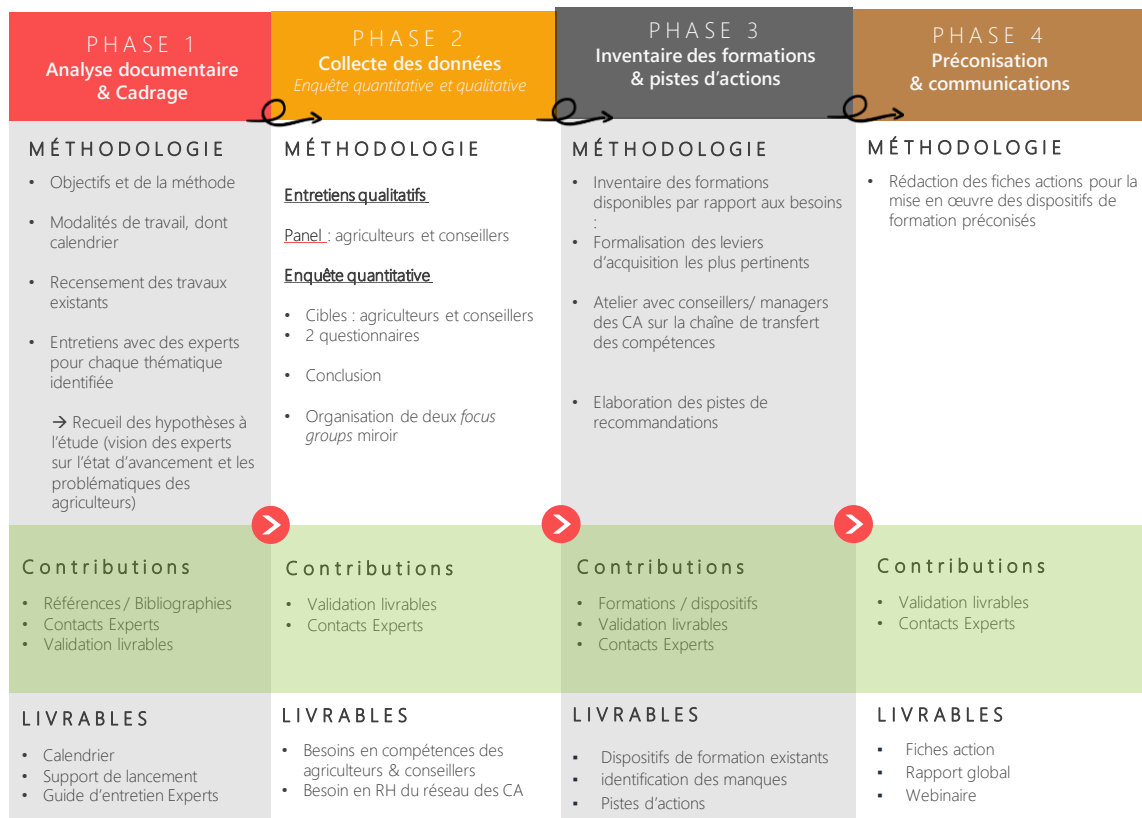 PHASE 1
Analyse documentaire
& Cadrage
MÉTHODOLOGIE
• Objectifs et de la méthode
• Modalités de travail, dont
calendrier
• Recensement des travaux
existants
• Entretiens avec des experts
pour chaque thématique
identifiée
→ Recueil des hypothèses à
l'étude (vision des experts
sur l'état d'avancement et les
problématiques des
agriculteurs)
Contributions
• Références / Bibliographies
• Contacts Experts
• Validation livrables
LIVRABLES
• Calendrier
• Support de lancement
• Guide d'entretien Experts
PHASE 2
Collecte des données
Enquête quantitative et qualitative
MÉTHODOLOGIE
Entretiens qualitatifs
Panel : agriculteurs et conseillers
Enquête quantitative
• Cibles : agriculteurs et conseillers
• 2 questionnaires
• Conclusion
• Organisation de deux focus
groups miroir
Contributions
• Validation livrables
• Contacts Experts
LIVRABLES
• Besoins en compétences des
agriculteurs & conseillers
• Besoin en RH du réseau des CA
PHASE 3
Inventaire des formations
& pistes d'actions
MÉTHODOLOGIE
• Inventaire des formations
disponibles par rapport aux besoins
:
• Formalisation des leviers
d'acquisition les plus pertinents
• Atelier avec conseillers/ managers
des CA sur la chaîne de transfert
des compétences
• Elaboration des pistes de
recommandations
Contributions
• Formations / dispositifs
• Validation livrables
• Contacts Experts
LIVRABLES
▪ Dispositifs de formation existants
▪ identification des manques
▪ Pistes d'actions
PHASE 4
Préconisation
& communications
MÉTHODOLOGIE
• Rédaction des fiches actions pour la
mise en œuvre des dispositifs de
formation préconisés
Contributions
• Validation livrables
• Contacts Experts
LIVRABLES
▪ Fiches action
▪ Rapport global
▪ Webinaire